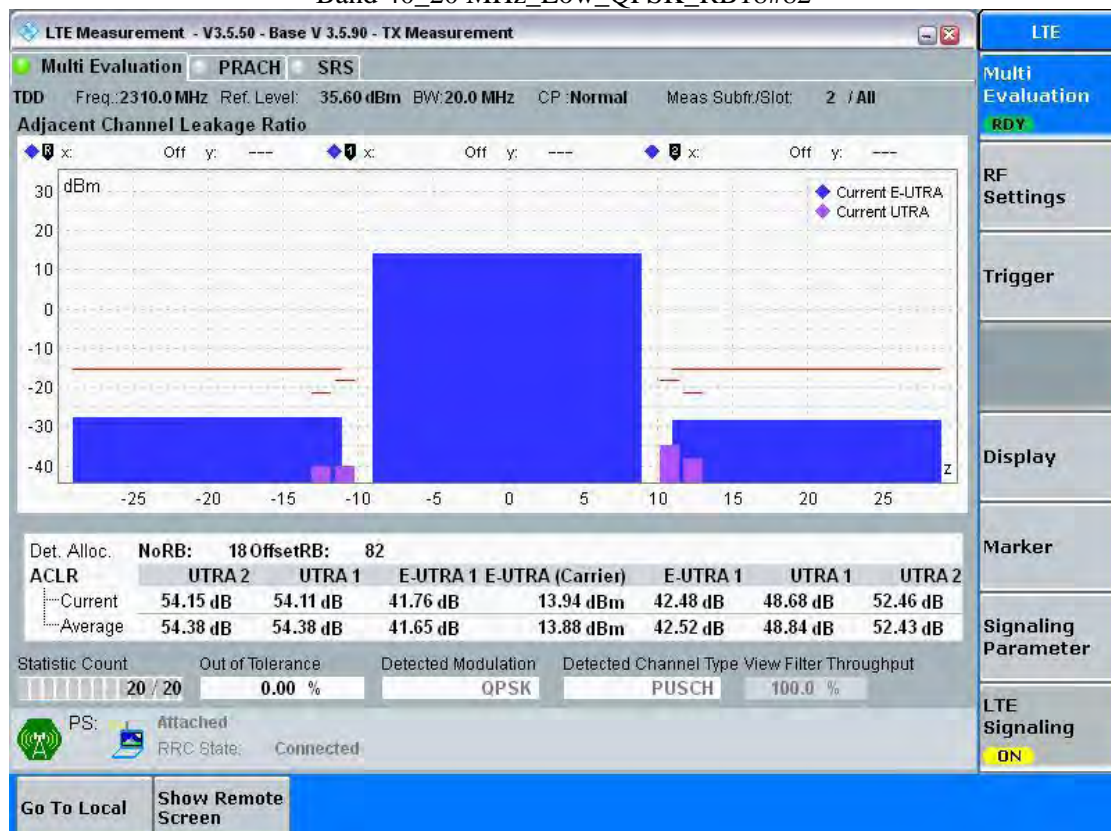 Band 40_20 MHz_Low_QPSK_RB18#82
LTE Measurement - V3.5.50 - Base V 3.5.90 - TX Measurement
LTE
Multi Evaluation PRACH SRS
Multi Evaluation
RDY
TDD Freq.:2310.0 MHz Ref. Level: 35.60 dBm BW:20.0 MHz CP :Normal Meas Subfr./Slot: 2 / All
Adjacent Channel Leakage Ratio
R x: Off y: --- 1 x: Off y: --- 2 x: Off y: ---
RF Settings
dBm
Current E-UTRA
Current UTRA
30
20
10
0
-10
-20
-30
-40
z
-25 -20 -15 -10 -5 0 5 10 15 20 25
Trigger
Display
Marker
Det. Alloc. NoRB: 18 OffsetRB: 82
ACLR UTRA 2 UTRA 1 E-UTRA 1 E-UTRA (Carrier) E-UTRA 1 UTRA 1 UTRA 2
Current 54.15 dB 54.11 dB 41.76 dB 13.94 dBm 42.48 dB 48.68 dB 52.46 dB
Average 54.38 dB 54.38 dB 41.65 dB 13.88 dBm 42.52 dB 48.84 dB 52.43 dB
Signaling Parameter
Statistic Count Out of Tolerance Detected Modulation Detected Channel Type View Filter Throughput
20 / 20 0.00 % QPSK PUSCH 100.0 %
PS: Attached
RRC State: Connected
LTE Signaling
ON
Go To Local
Show Remote Screen